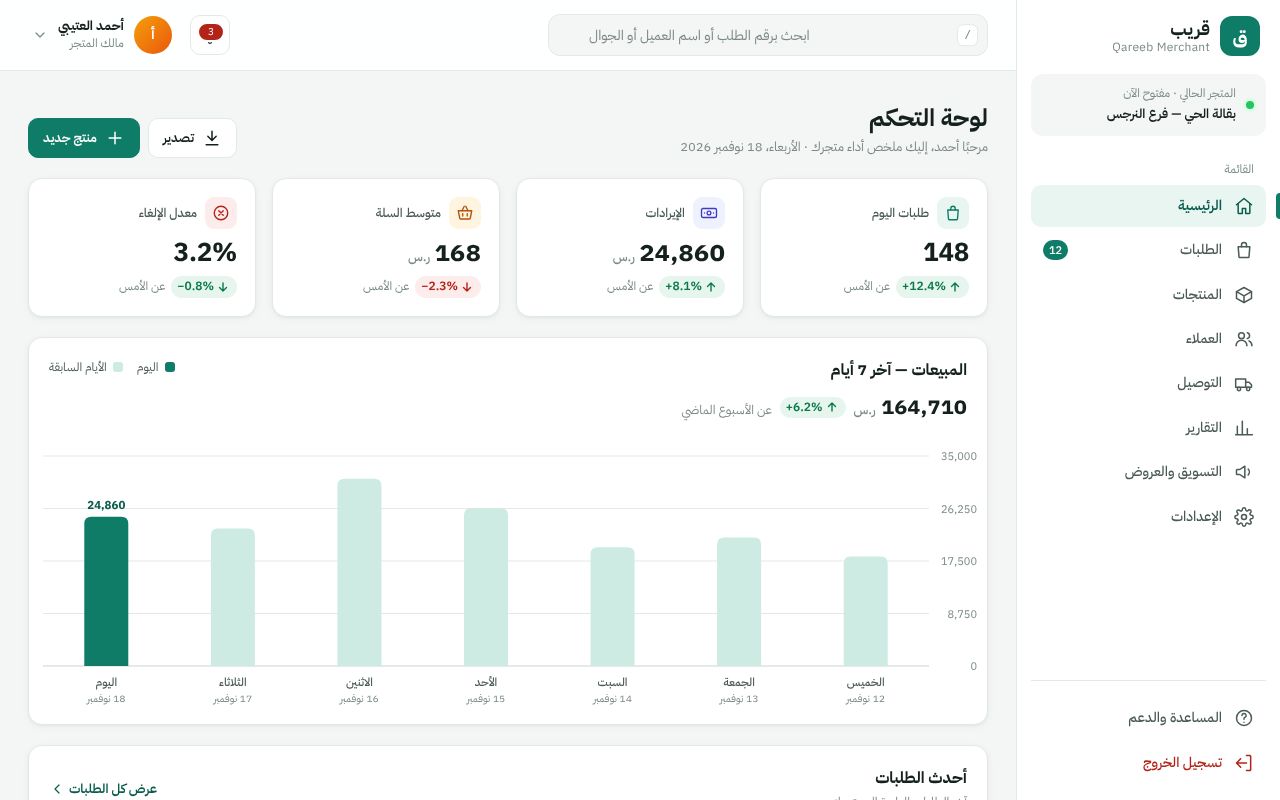 ق
قريب
Qareeb Merchant
المتجر الحالي · مفتوح الآن
بقالة الحي – فرع النرجس
القائمة
الرئيسية
الطلبات
12
المنتجات
العملاء
التوصيل
التقارير
التسويق والعروض
الإعدادات
المساعدة والدعم
تسجيل الخروج
/
ابحث برقم الطلب أو اسم العميل أو الجوال
3
أ
أحمد العتيبي
مالك المتجر
لوحة التحكم
مرحبًا أحمد، إليك ملخص أداء متجرك · الأربعاء، 18 نوفمبر 2026
تصدير
منتج جديد
طلبات اليوم
148
↑ +12.4% عن الأمس
الإيرادات
24,860 ر.س
↑ +8.1% عن الأمس
متوسط السلة
168 ر.س
↓ −2.3% عن الأمس
معدل الإلغاء
3.2%
↓ −0.8% عن الأمس
المبيعات – آخر 7 أيام
اليوم
الأيام السابقة
164,710 ر.س ↑ +6.2% عن الأسبوع الماضي
35,000
26,250
17,500
8,750
0
24,860
الخميس
12 نوفمبر
الجمعة
13 نوفمبر
السبت
14 نوفمبر
الأحد
15 نوفمبر
الاثنين
16 نوفمبر
الثلاثاء
17 نوفمبر
اليوم
18 نوفمبر
أحدث الطلبات
عرض كل الطلبات